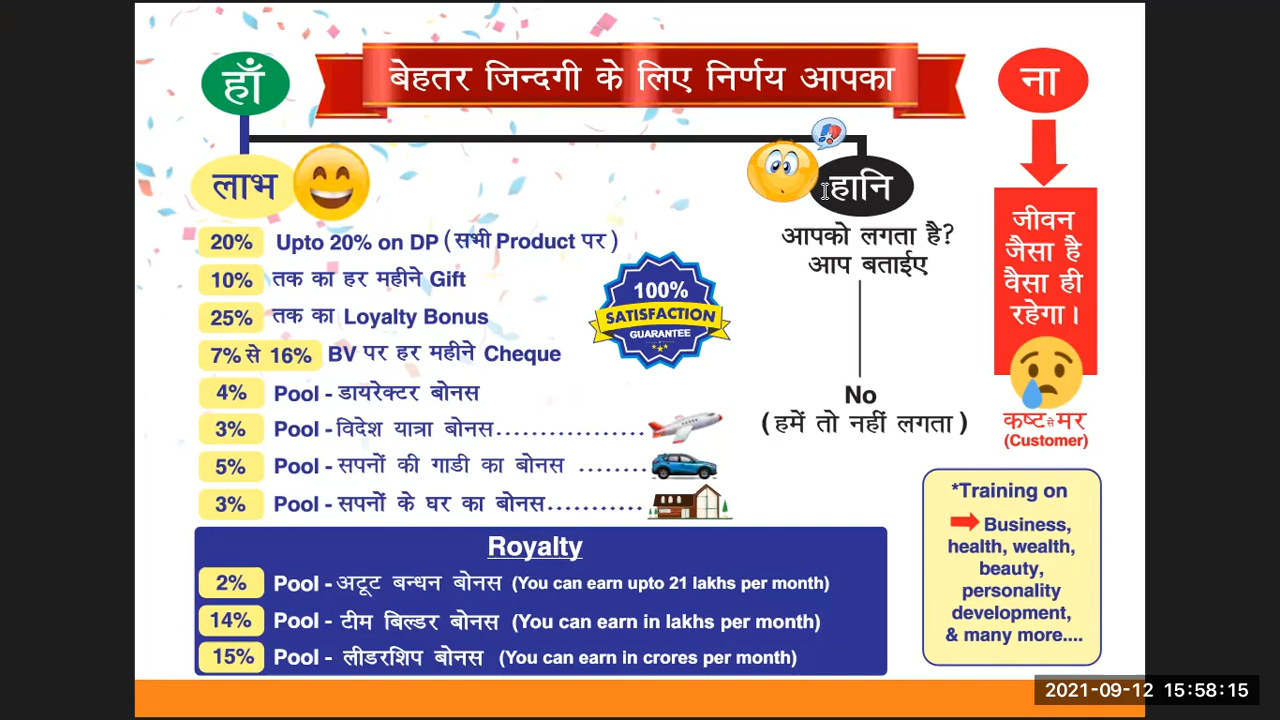 हाँ
बेहतर जिन्दगी के लिए निर्णय आपका
ना
लाभ
हानि
20% Upto 20% on DP (सभी Product पर)
10% तक का हर महीने Gift
25% तक का Loyalty Bonus
7% से 16% BV पर हर महीने Cheque
4% Pool - डायरेक्टर बोनस
3% Pool - विदेश यात्रा बोनस..................
5% Pool - सपनों की गाडी का बोनस ........
3% Pool - सपनों के घर का बोनस...........
100%
SATISFACTION
GUARANTEE
आपको लगता है?
आप बताईए
No
(हमें तो नहीं लगता)
जीवन
जैसा है
वैसा ही
रहेगा।
कष्ट से मर
(Customer)
Royalty
2% Pool - अटूट बन्धन बोनस (You can earn upto 21 lakhs per month)
14% Pool - टीम बिल्डर बोनस (You can earn in lakhs per month)
15% Pool - लीडरशिप बोनस (You can earn in crores per month)
*Training on
Business,
health, wealth,
beauty,
personality
development,
& many more....
2021-09-12 15:58:15